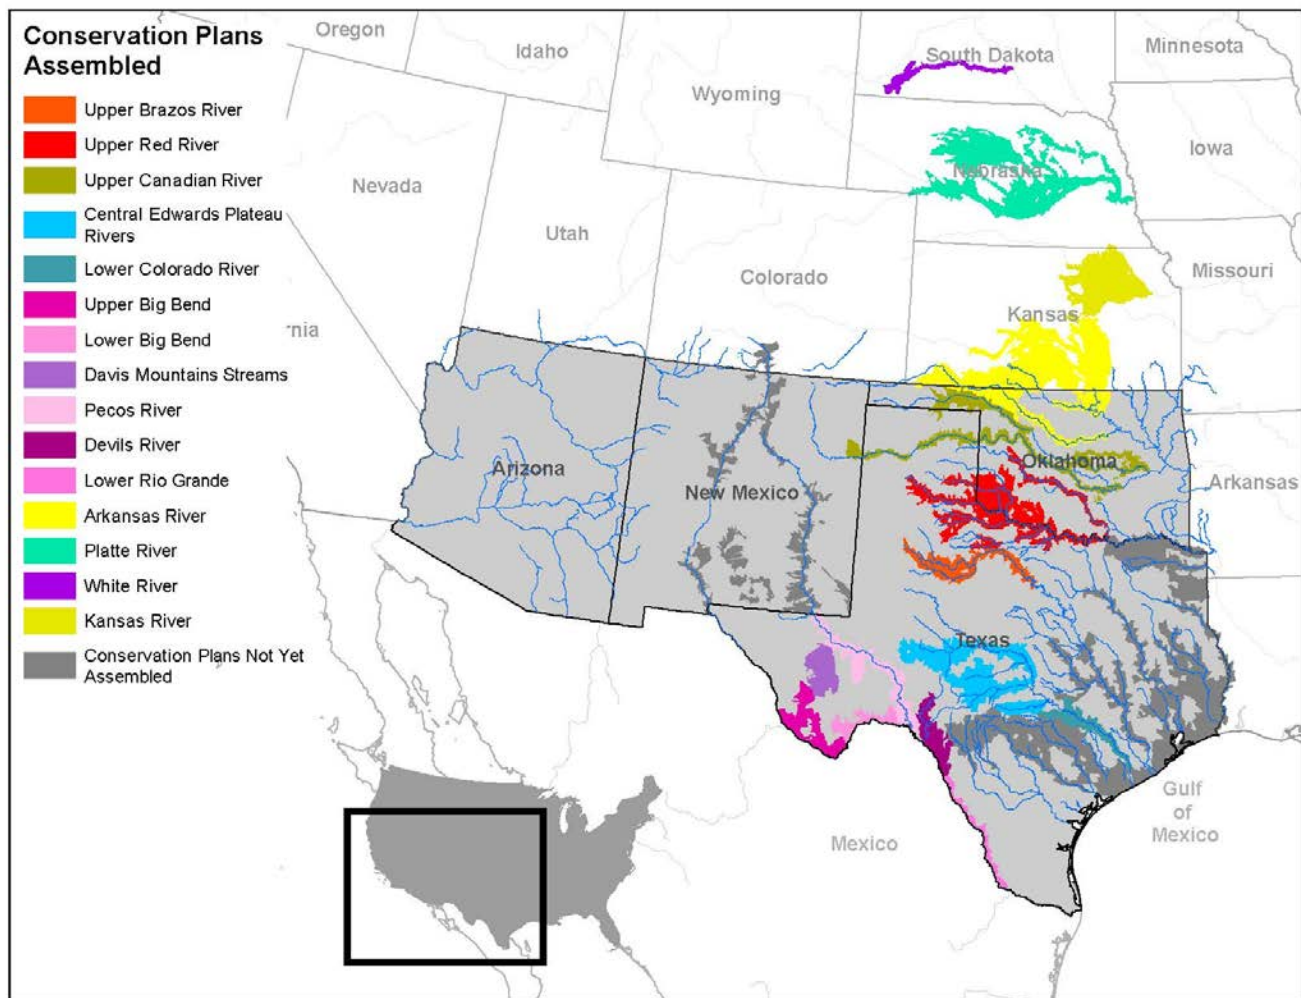 Conservation Plans
Assembled
Upper Brazos River
Upper Red River
Upper Canadian River
Central Edwards Plateau
Rivers
Lower Colorado River
Upper Big Bend
Lower Big Bend
Davis Mountains Streams
Pecos River
Devils River
Lower Rio Grande
Arkansas River
Platte River
White River
Kansas River
Conservation Plans Not Yet
Assembled
Oregon
Idaho
Wyoming
South Dakota
Minnesota
Nevada
Utah
Colorado
Nebraska
Iowa
Kansas
Missouri
rnia
Arizona
New Mexico
Oklahoma
Arkansas
Texas
Mexico
Gulf
of
Mexico